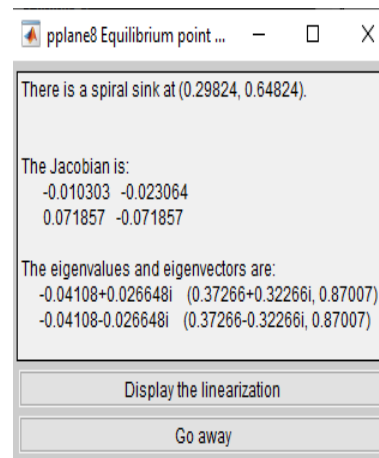 pplane8 Equilibrium point ...
There is a spiral sink at (0.29824, 0.64824).
The Jacobian is:
-0.010303 -0.023064
0.071857 -0.071857
The eigenvalues and eigenvectors are:
-0.04108+0.026648i (0.37266+0.32266i, 0.87007)
-0.04108-0.026648i (0.37266-0.32266i, 0.87007)
Display the linearization
Go away